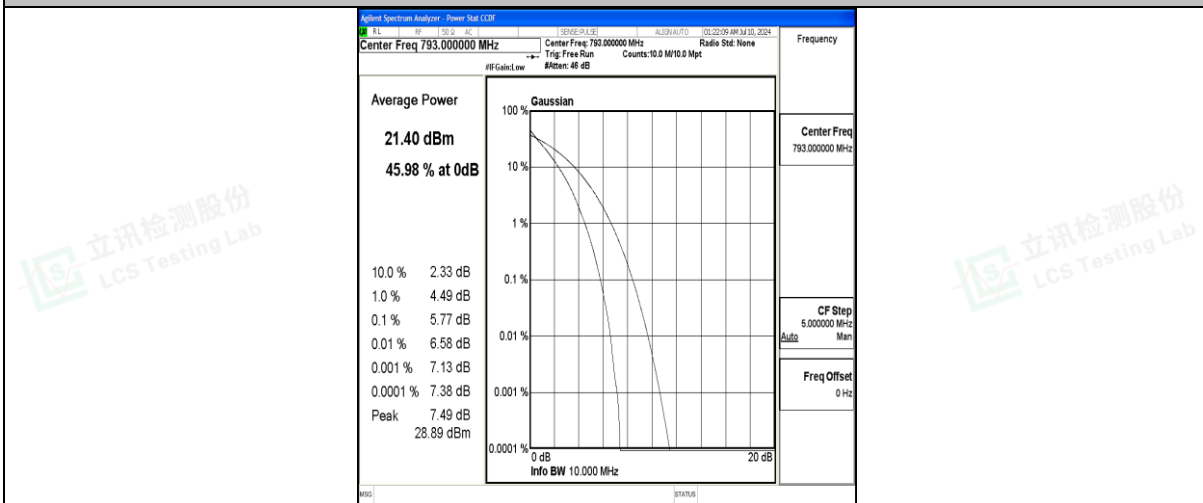 Agilent Spectrum Analyzer - Power Stat CCDF
RL RF 50 Ω AC SENSE:PULSE ALIGN AUTO 01:22:09 AM Jul 10, 2024
Center Freq 793.000000 MHz
Center Freq: 793.000000 MHz Radio Std: None
Trig: Free Run Counts:10.0 M/10.0 Mpt
#IFGain:Low #Atten: 46 dB
Frequency
Average Power
21.40 dBm
45.98 % at 0dB
10.0 % 2.33 dB
1.0 % 4.49 dB
0.1 % 5.77 dB
0.01 % 6.58 dB
0.001 % 7.13 dB
0.0001 % 7.38 dB
Peak 7.49 dB
28.89 dBm
Gaussian
100 %
10 %
1 %
0.1 %
0.01 %
0.001 %
0.0001 %
0 dB 20 dB
Info BW 10.000 MHz
Center Freq
793.000000 MHz
CF Step
5.000000 MHz
Auto Man
Freq Offset
0 Hz
MSG STATUS
立讯检测股份
LCS Testing Lab
立讯检测股份
LCS Testing Lab